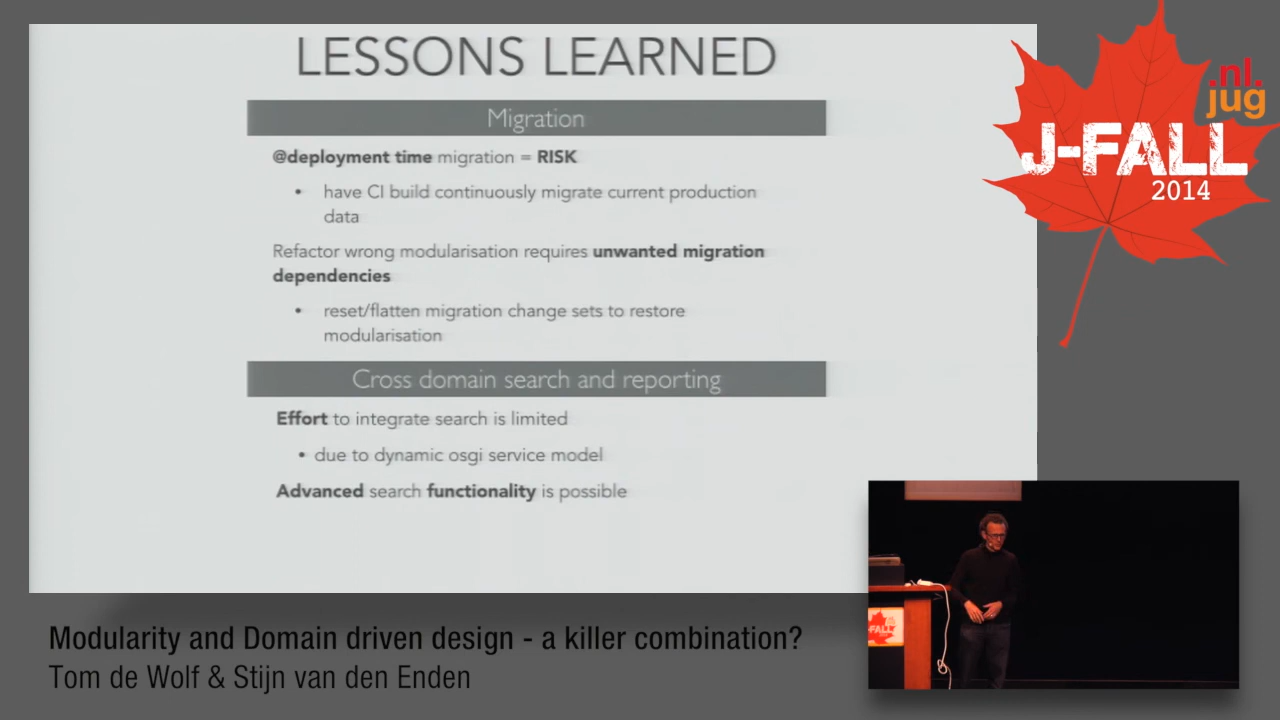 LESSONS LEARNED
Migration
@deployment time migration = RISK
• have CI build continuously migrate current production
data
Refactor wrong modularisation requires unwanted migration
dependencies
• reset/flatten migration change sets to restore
modularisation
Cross domain search and reporting
Effort to integrate search is limited
• due to dynamic osgi service model
Advanced search functionality is possible
.nl.
jug
J-FALL
2014
FALL
Modularity and Domain driven design - a killer combination?
Tom de Wolf & Stijn van den Enden